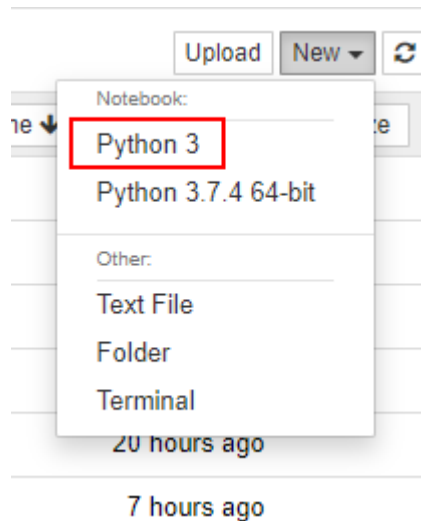 Upload New
Notebook:
ne e
Python 3
Python 3.7.4 64-bit
Other:
Text File
Folder
Terminal
20 hours ago
7 hours ago